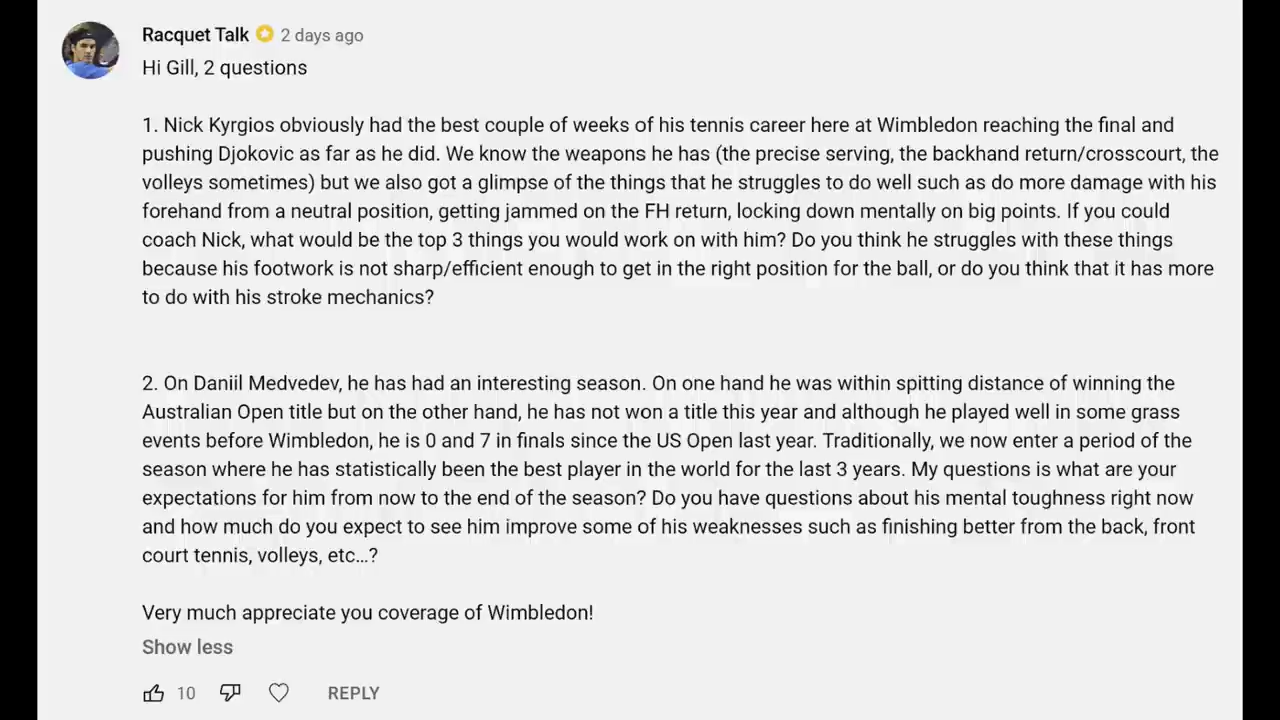 Racquet Talk 2 days ago
Hi Gill, 2 questions
1. Nick Kyrgios obviously had the best couple of weeks of his tennis career here at Wimbledon reaching the final and
pushing Djokovic as far as he did. We know the weapons he has (the precise serving, the backhand return/crosscourt, the
volleys sometimes) but we also got a glimpse of the things that he struggles to do well such as do more damage with his
forehand from a neutral position, getting jammed on the FH return, locking down mentally on big points. If you could
coach Nick, what would be the top 3 things you would work on with him? Do you think he struggles with these things
because his footwork is not sharp/efficient enough to get in the right position for the ball, or do you think that it has more
to do with his stroke mechanics?
2. On Daniil Medvedev, he has had an interesting season. On one hand he was within spitting distance of winning the
Australian Open title but on the other hand, he has not won a title this year and although he played well in some grass
events before Wimbledon, he is 0 and 7 in finals since the US Open last year. Traditionally, we now enter a period of the
season where he has statistically been the best player in the world for the last 3 years. My questions is what are your
expectations for him from now to the end of the season? Do you have questions about his mental toughness right now
and how much do you expect to see him improve some of his weaknesses such as finishing better from the back, front
court tennis, volleys, etc...?
Very much appreciate you coverage of Wimbledon!
Show less
10 REPLY